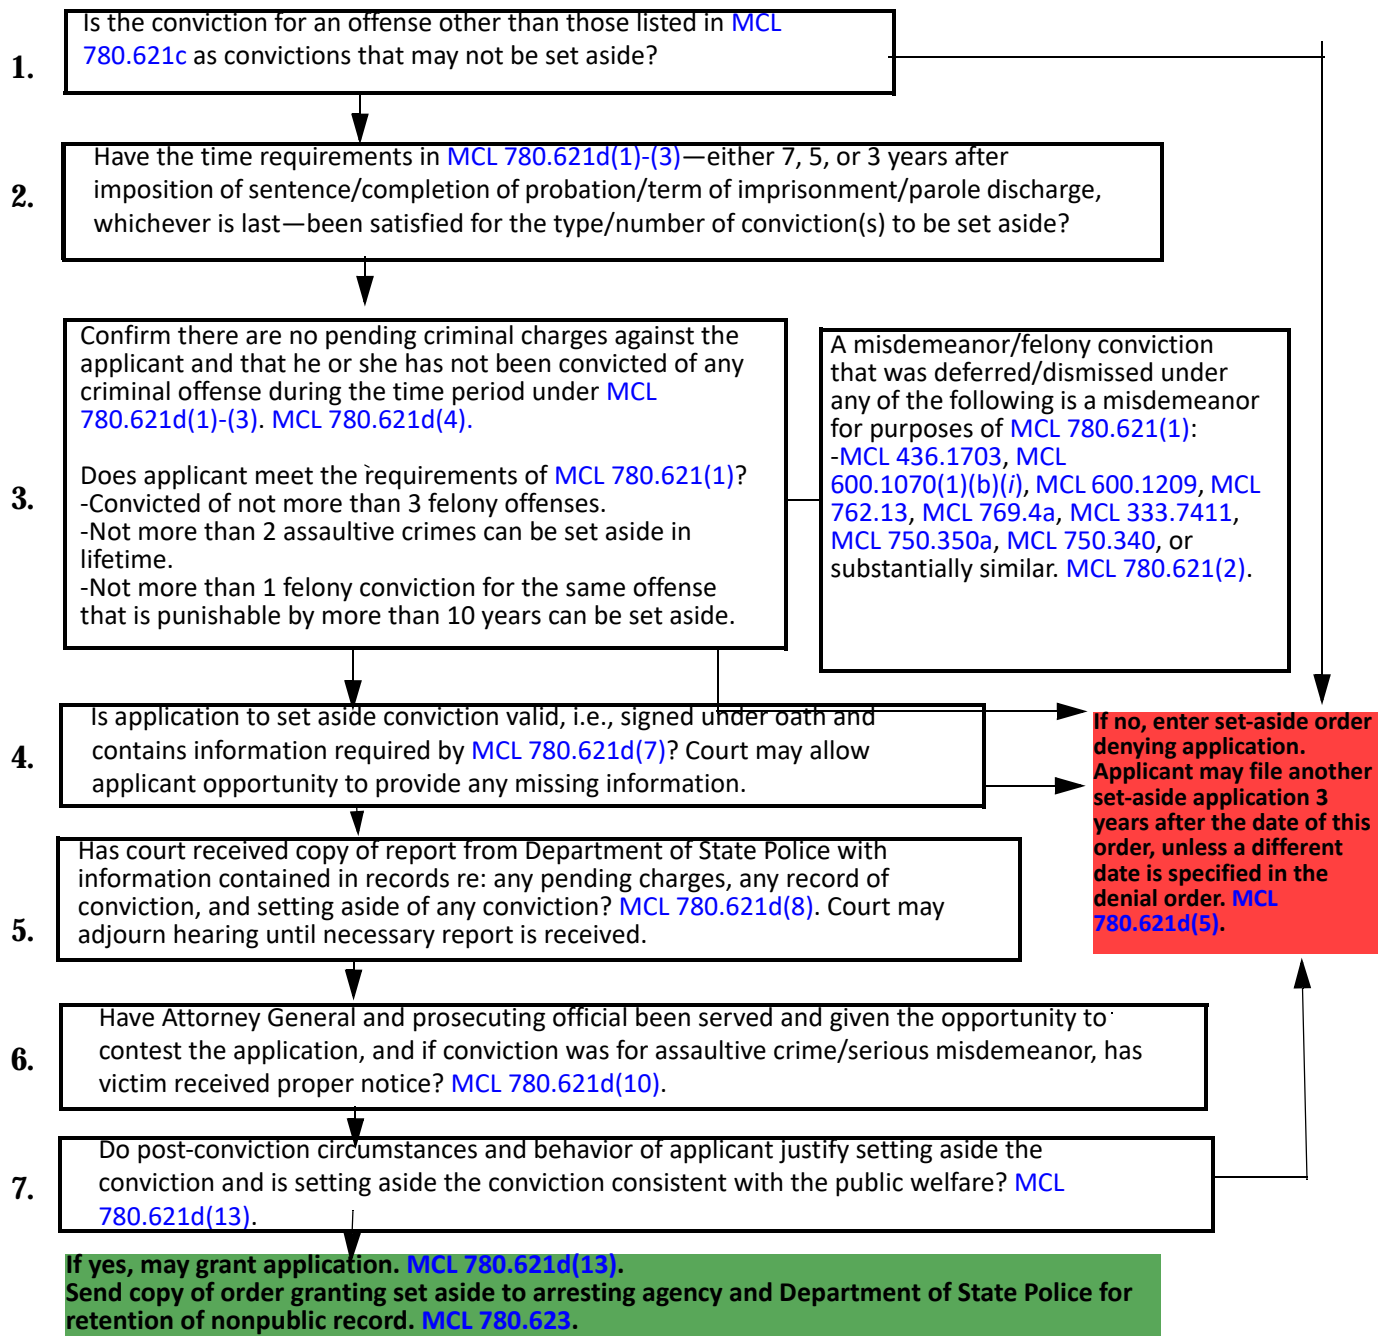 1.
Is the conviction for an offense other than those listed in MCL
780.621c as convictions that may not be set aside?
2.
Have the time requirements in MCL 780.621d(1)-(3)—either 7, 5, or 3 years after
imposition of sentence/completion of probation/term of imprisonment/parole discharge,
whichever is last—been satisfied for the type/number of conviction(s) to be set aside?
3.
Confirm there are no pending criminal charges against the
applicant and that he or she has not been convicted of any
criminal offense during the time period under MCL
780.621d(1)-(3). MCL 780.621d(4).
Does applicant meet the requirements of MCL 780.621(1)?
-Convicted of not more than 3 felony offenses.
-Not more than 2 assaultive crimes can be set aside in
lifetime.
-Not more than 1 felony conviction for the same offense
that is punishable by more than 10 years can be set aside.
A misdemeanor/felony conviction
that was deferred/dismissed under
any of the following is a misdemeanor
for purposes of MCL 780.621(1):
-MCL 436.1703, MCL
600.1070(1)(b)(i), MCL 600.1209, MCL
762.13, MCL 769.4a, MCL 333.7411,
MCL 750.350a, MCL 750.340, or
substantially similar. MCL 780.621(2).
4.
Is application to set aside conviction valid, i.e., signed under oath and
contains information required by MCL 780.621d(7)? Court may allow
applicant opportunity to provide any missing information.
If no, enter set-aside order
denying application.
Applicant may file another
set-aside application 3
years after the date of this
order, unless a different
date is specified in the
denial order. MCL
780.621d(5).
5.
Has court received copy of report from Department of State Police with
information contained in records re: any pending charges, any record of
conviction, and setting aside of any conviction? MCL 780.621d(8). Court may
adjourn hearing until necessary report is received.
6.
Have Attorney General and prosecuting official been served and given the opportunity to
contest the application, and if conviction was for assaultive crime/serious misdemeanor, has
victim received proper notice? MCL 780.621d(10).
7.
Do post-conviction circumstances and behavior of applicant justify setting aside the
conviction and is setting aside the conviction consistent with the public welfare? MCL
780.621d(13).
If yes, may grant application. MCL 780.621d(13).
Send copy of order granting set aside to arresting agency and Department of State Police for
retention of nonpublic record. MCL 780.623.